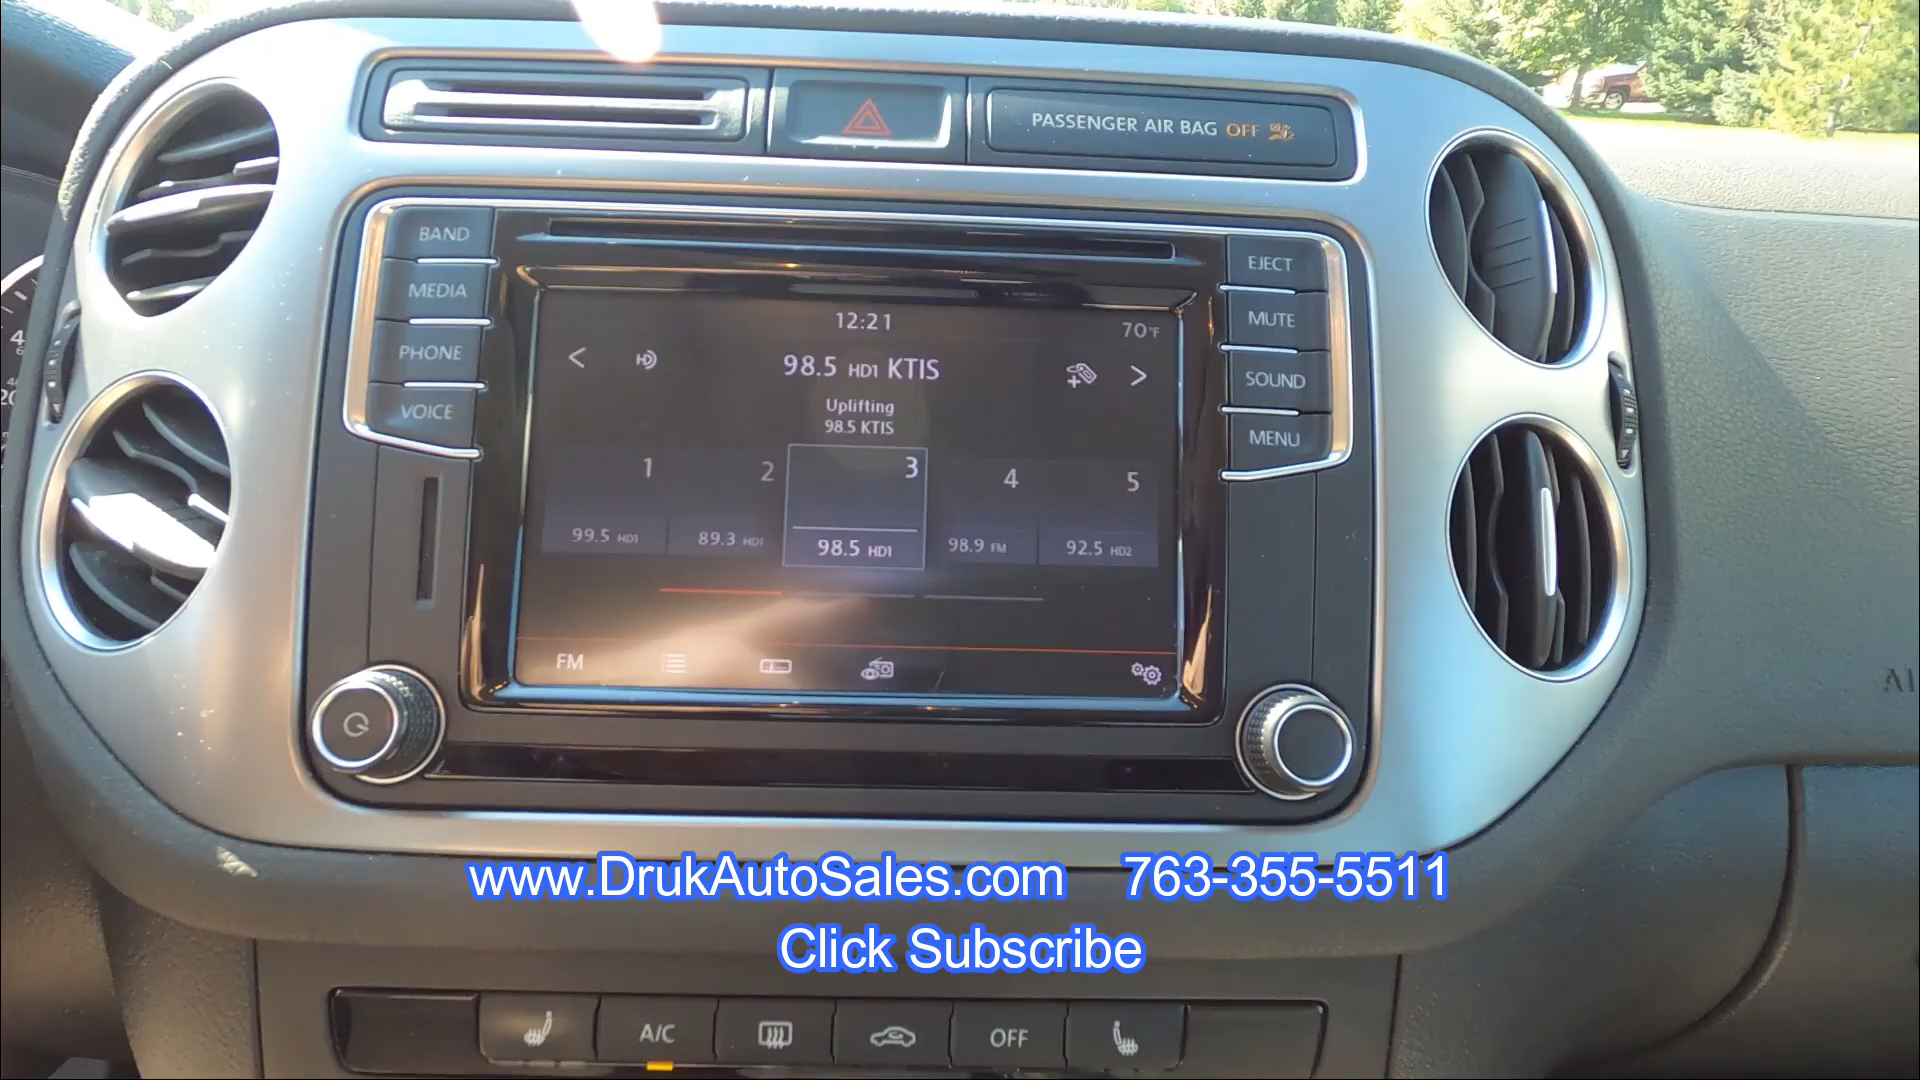 PASSENGER AIR BAG OFF
BAND
MEDIA
PHONE
VOICE
EJECT
MUTE
SOUND
MENU
12:21
70°F
HD
98.5 HD1 KTIS
Uplifting
98.5 KTIS
1 2 3 4 5
99.5 HD1 89.3 HD1 98.5 HD1 98.9 FM 92.5 HD2
FM
www.DrukAutoSales.com 763-355-5511
Click Subscribe
A/C
OFF